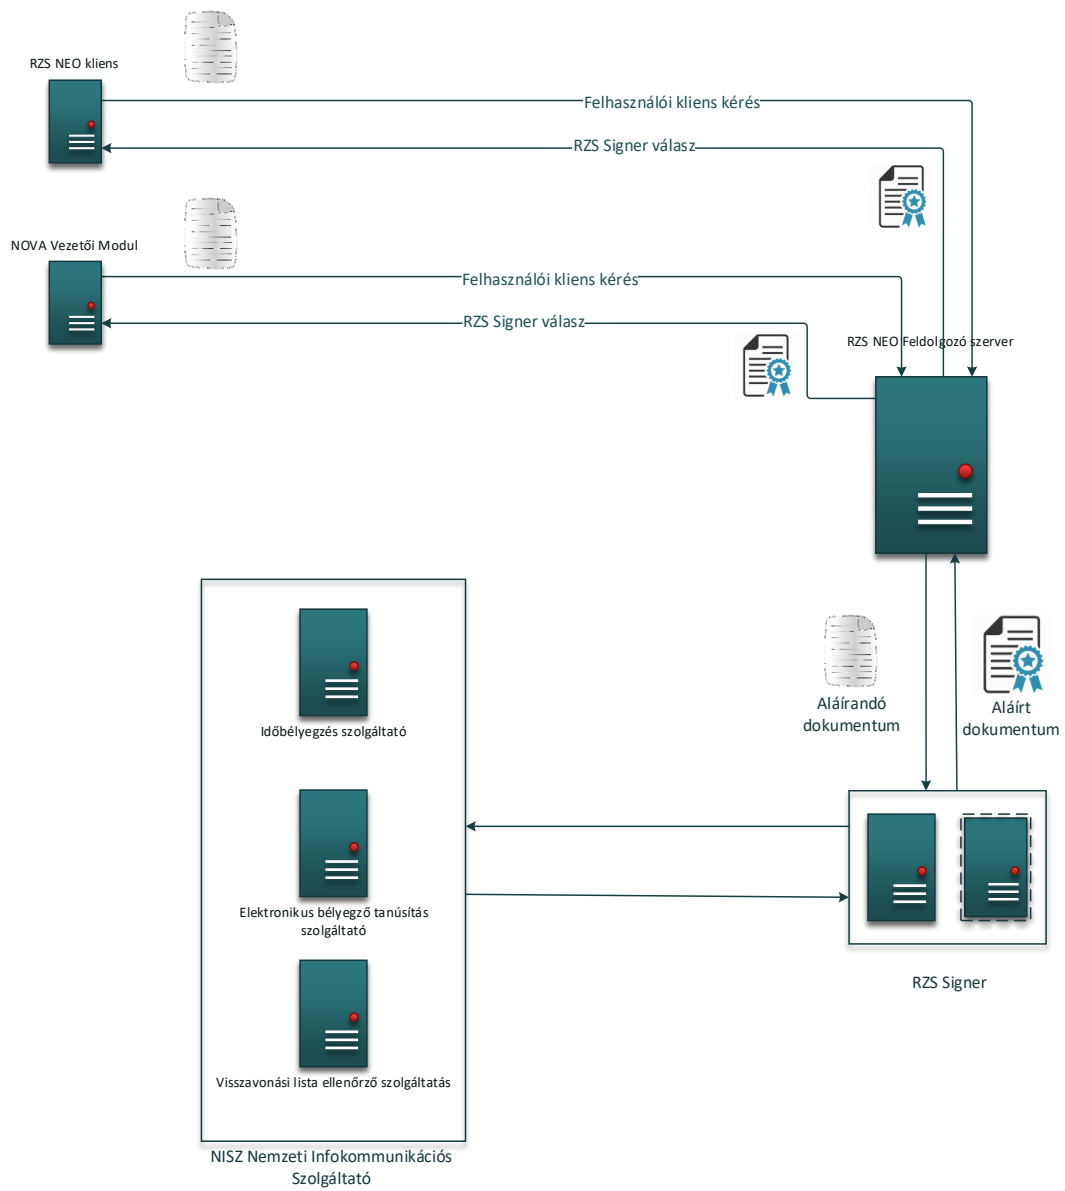 RZS NEO kliens
Felhasználói kliens kérés
RZS Signer válasz
NOVA Vezetői Modul
Felhasználói kliens kérés
RZS Signer válasz
RZS NEO Feldolgozó szerver
Aláírandó
dokumentum
Aláírt
dokumentum
Időbélyegzés szolgáltató
Elektronikus bélyegző tanúsítás
szolgáltató
RZS Signer
Visszavonási lista ellenőrző szolgáltatás
NISZ Nemzeti Infokommunikációs
Szolgáltató